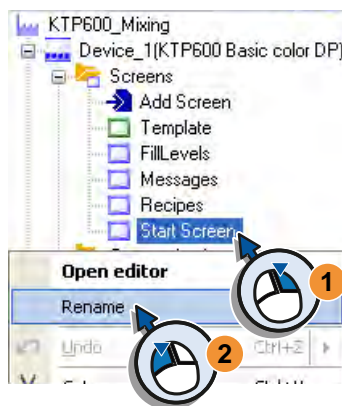 KTP600_Mixing
Device_1(KTP600 Basic color DP)
Screens
Add Screen
Template
FillLevels
Messages
Recipes
Start Screen
Open editor
1
Rename
Undo 2 Ctrl+Z